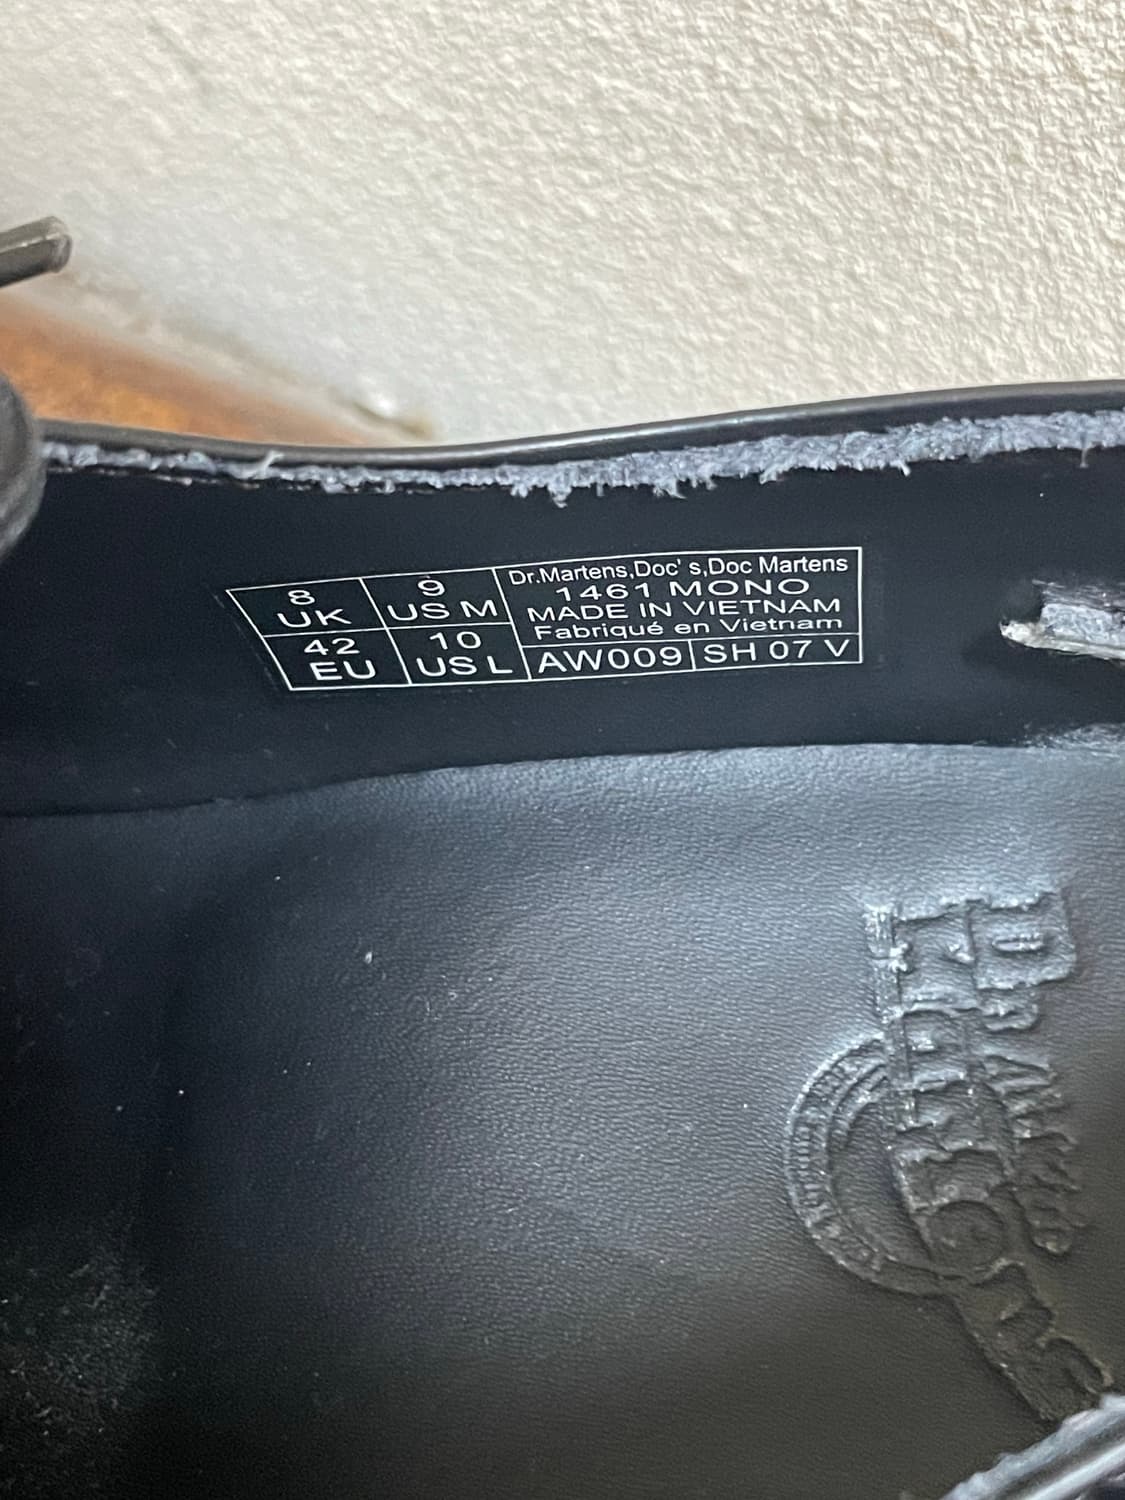 8
UK
9
US M
42
EU
10
US L
Dr.Martens,Doc' s,Doc Martens
1461 MONO
MADE IN VIETNAM
Fabriqué en Vietnam
AW009
SH 07 V